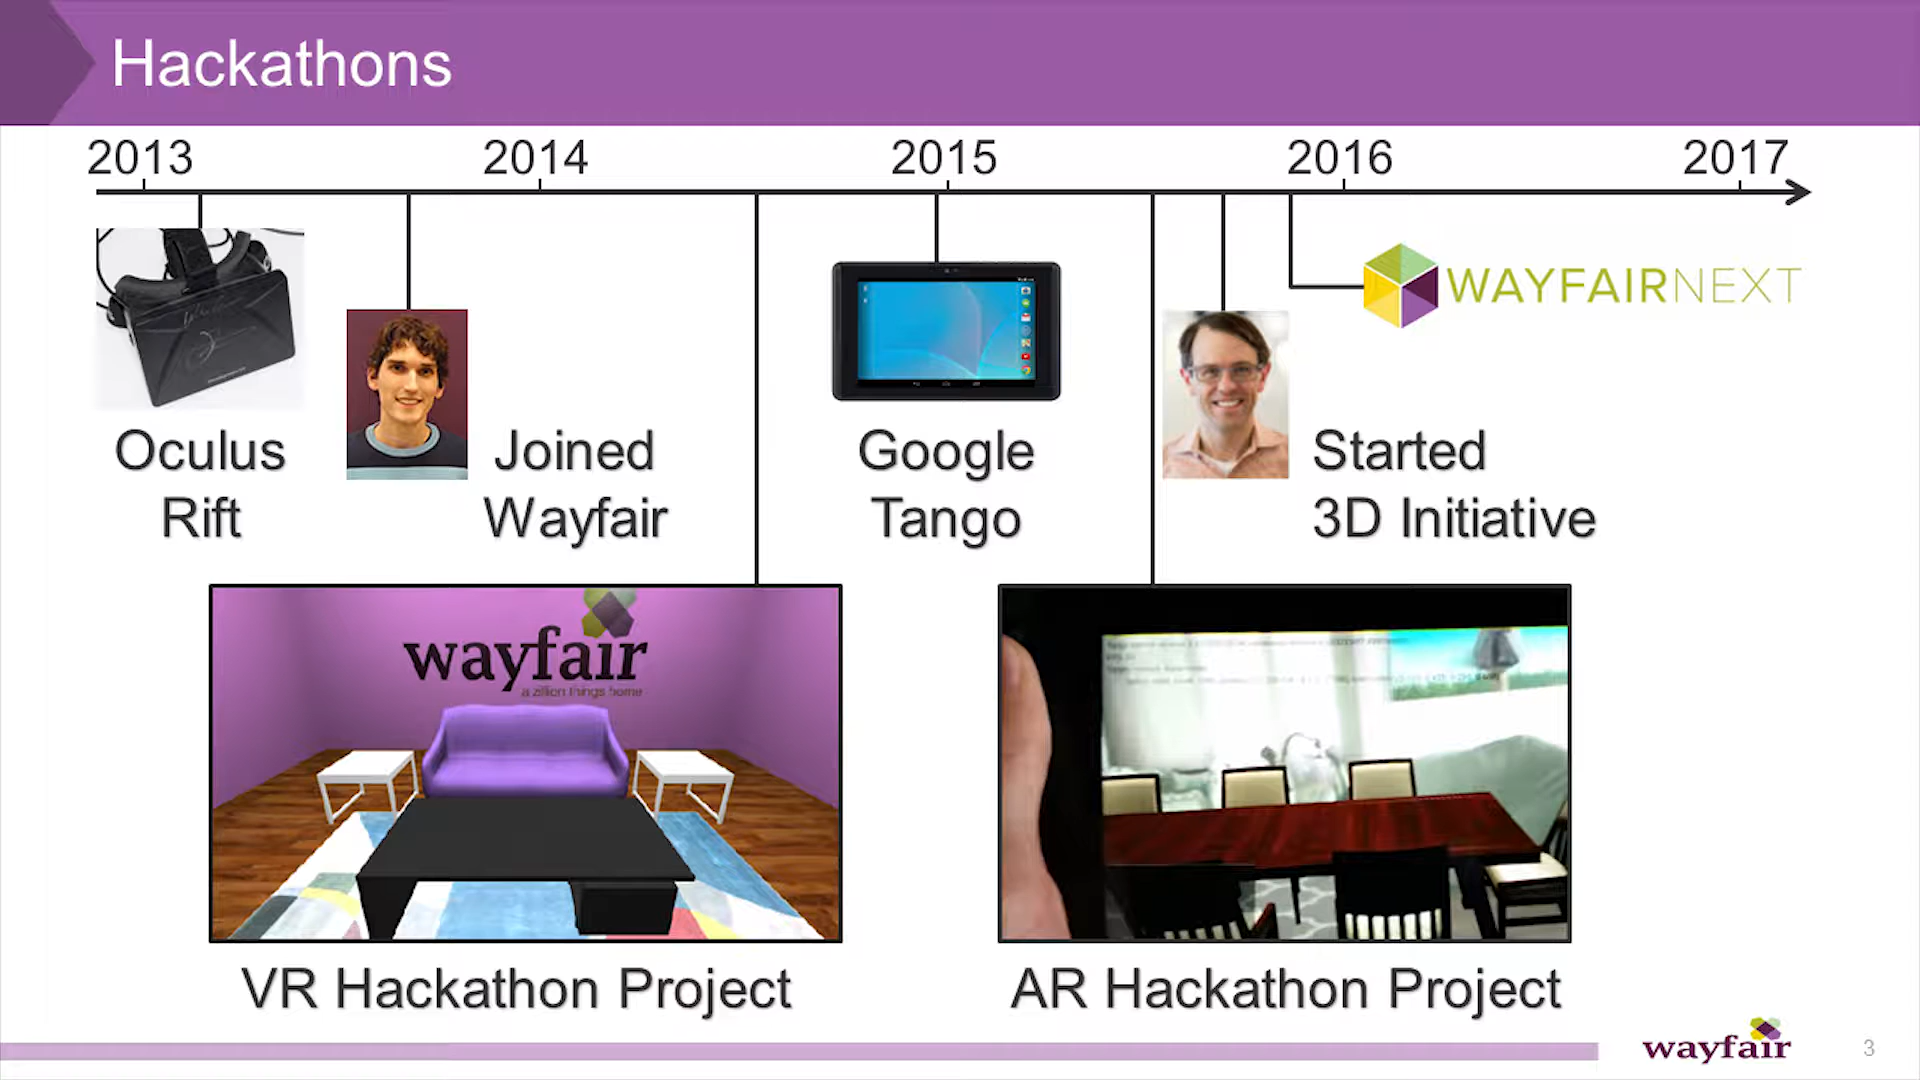 Hackathons
2013 2014 2015 2016 2017
WAYFAIRNEXT
Oculus
Rift
Joined
Wayfair
Google
Tango
Started
3D Initiative
wayfair
a zillion things home
VR Hackathon Project
AR Hackathon Project
wayfair
3